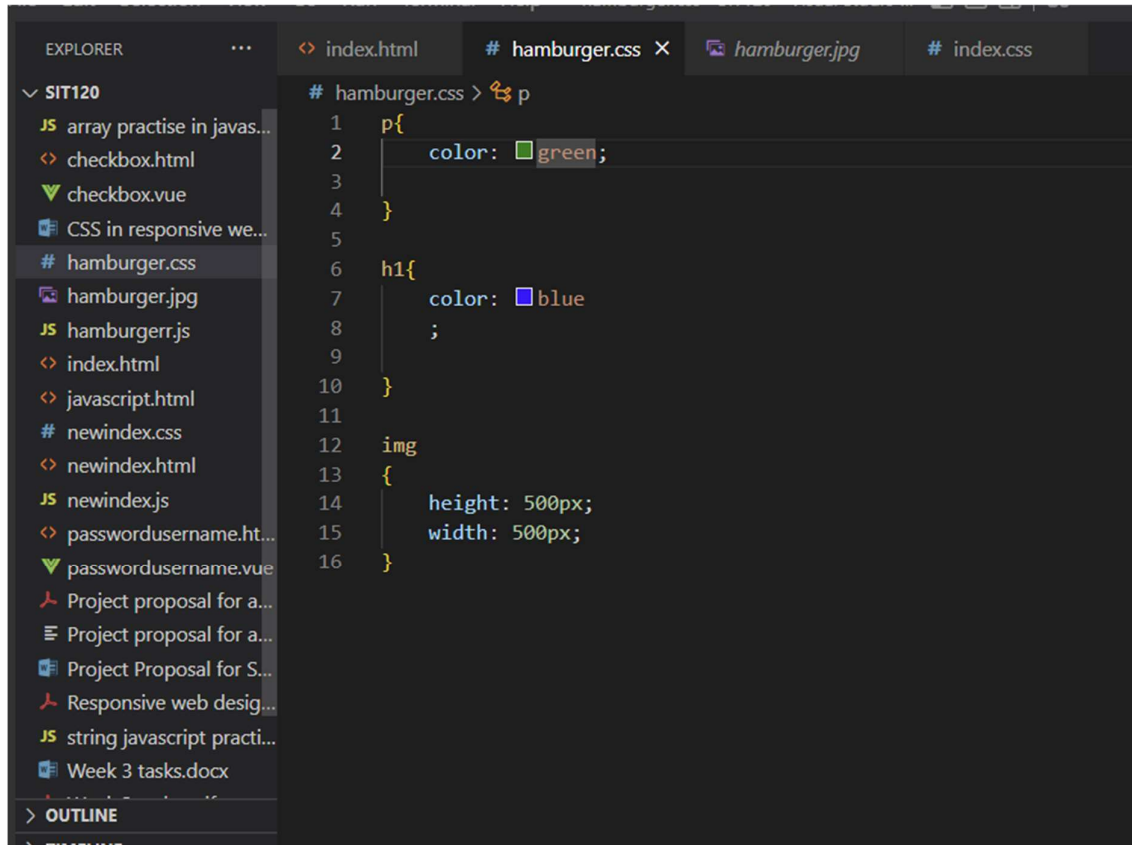 EXPLORER ···
index.html
# hamburger.css ×
hamburger.jpg
# index.css
SIT120
JS array practise in javas...
checkbox.html
checkbox.vue
CSS in responsive we...
# hamburger.css
hamburger.jpg
JS hamburgerr.js
index.html
JS javascript.html
# newindex.css
newindex.html
JS newindex.js
passwordusername.ht...
passwordusername.vue
Project proposal for a...
Project proposal for a...
Project Proposal for S...
Responsive web desig...
JS string javascript practi...
Week 3 tasks.docx
> OUTLINE
# hamburger.css > p
1 p{
2 color: green;
3
4 }
5
6 h1{
7 color: blue
8 ;
9
10 }
11
12 img
13 {
14 height: 500px;
15 width: 500px;
16 }